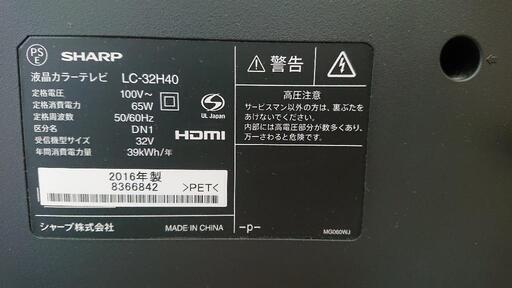 PS E SHARP
液晶カラーテレビ LC-32H40
定格電圧 100V～
定格消費電力 65W
定格周波数 50/60Hz
区分名 DN1
受信機型サイズ 32V
年間消費電力量 39kWh/年
UL Japan
HDMI
2016年製
8366842 >PET<
シャープ株式会社 MADE IN CHINA
警告
高圧注意
サービスマン以外の方は、裏ぶたを
あけないでください。
内部には高電圧部分が数多くあり、
万一さわると危険です。
-p- MG060WJ